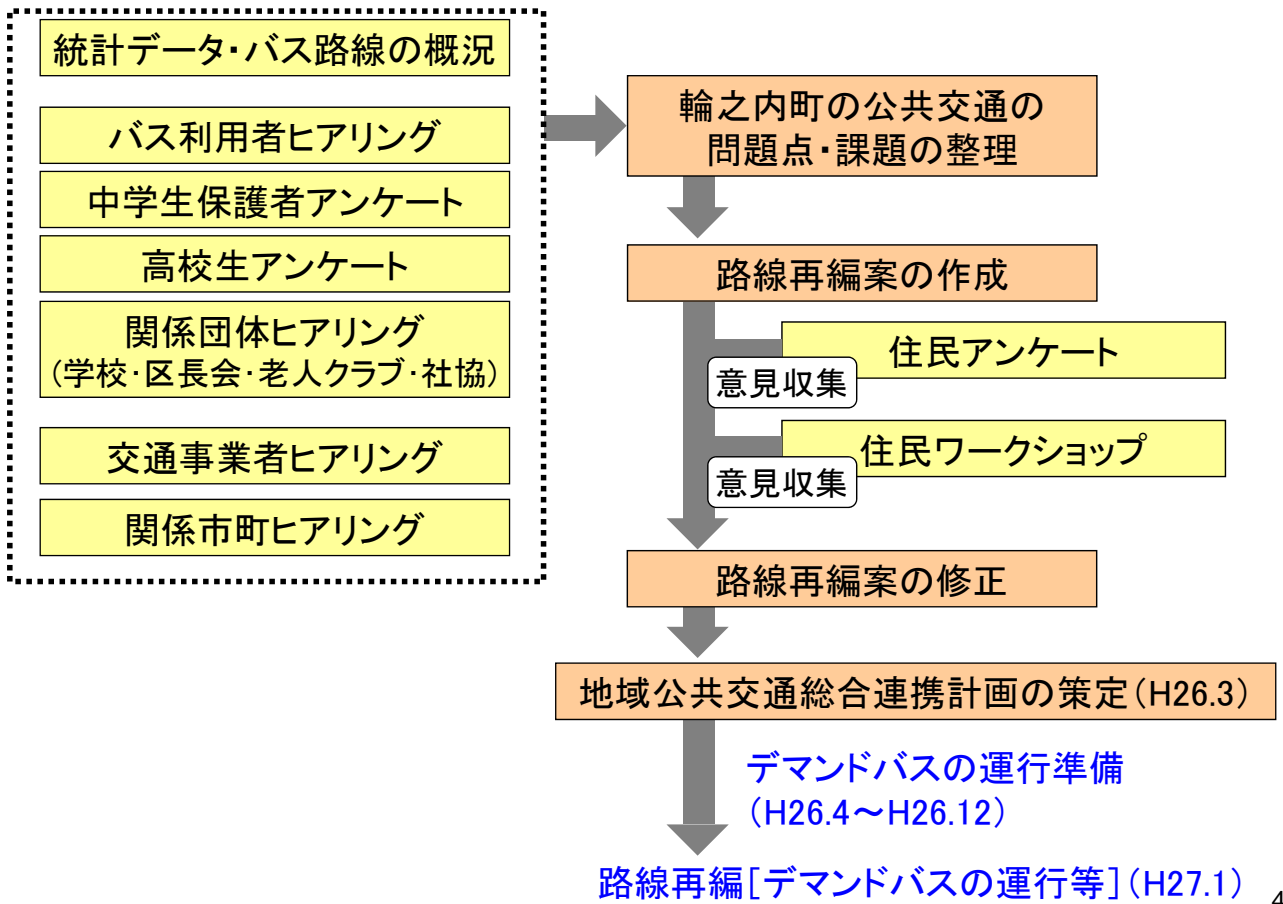 統計データ・バス路線の概況
バス利用者ヒアリング
中学生保護者アンケート
高校生アンケート
関係団体ヒアリング
(学校・区長会・老人クラブ・社協)
交通事業者ヒアリング
関係市町ヒアリング
輪之内町の公共交通の
問題点・課題の整理
路線再編案の作成
住民アンケート
意見収集
住民ワークショップ
意見収集
路線再編案の修正
地域公共交通総合連携計画の策定(H26.3)
デマンドバスの運行準備
(H26.4～H26.12)
路線再編[デマンドバスの運行等](H27.1)
4